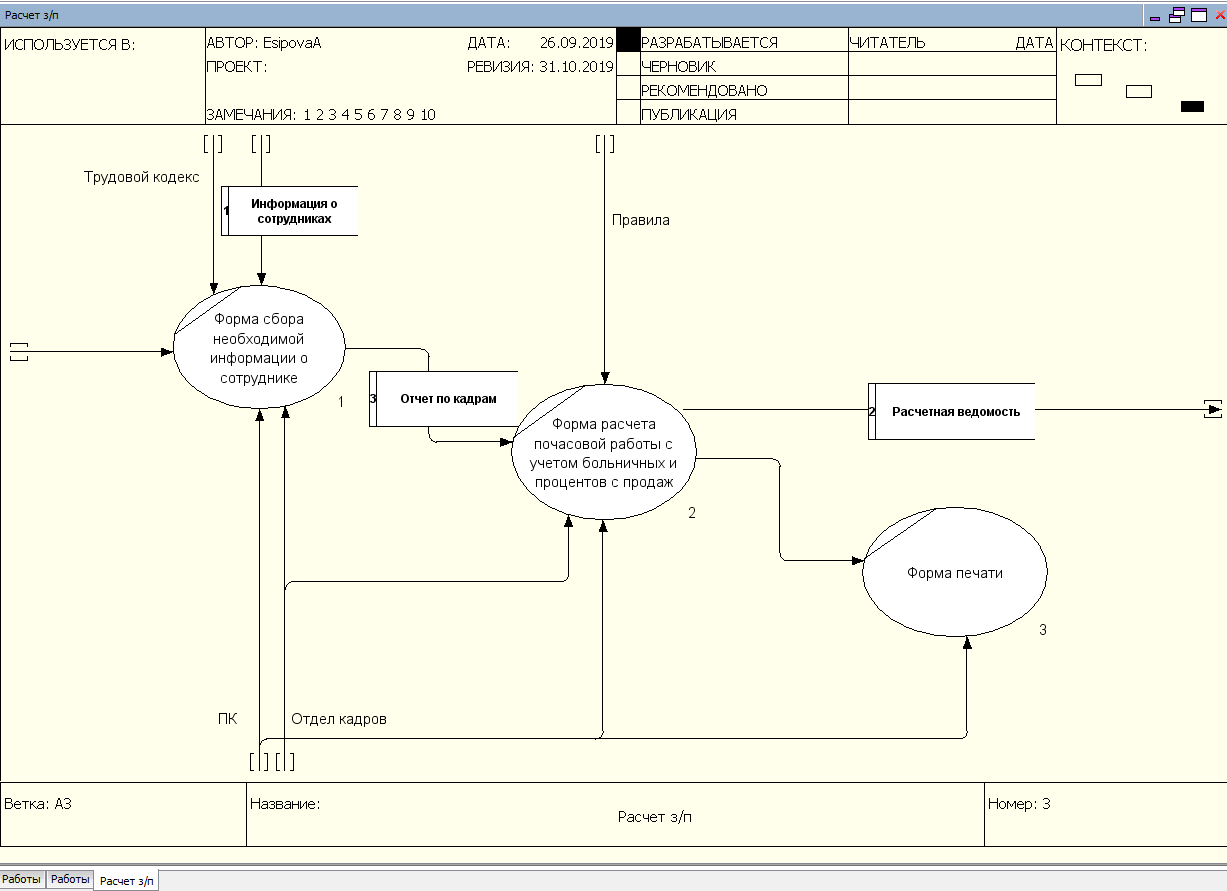 Расчет з/п
ИСПОЛЬЗУЕТСЯ В:
АВТОР: EsipovaA
ДАТА: 26.09.2019
ПРОЕКТ:
РЕВИЗИЯ: 31.10.2019
ЗАМЕЧАНИЯ: 1 2 3 4 5 6 7 8 9 10
РАЗРАБАТЫВАЕТСЯ
ЧЕРНОВИК
РЕКОМЕНДОВАНО
ПУБЛИКАЦИЯ
ЧИТАТЕЛЬ
ДАТА
КОНТЕКСТ:
Трудовой кодекс
1
Информация о
сотрудниках
Правила
Форма сбора
необходимой
информации о
сотруднике
1
3
Отчет по кадрам
2
Расчетная ведомость
Форма расчета
почасовой работы с
учетом больничных и
процентов с продаж
2
Форма печати
3
ПК
Отдел кадров
Ветка: A3
Название:
Расчет з/п
Номер: 3
Работы
Работы
Расчет з/п